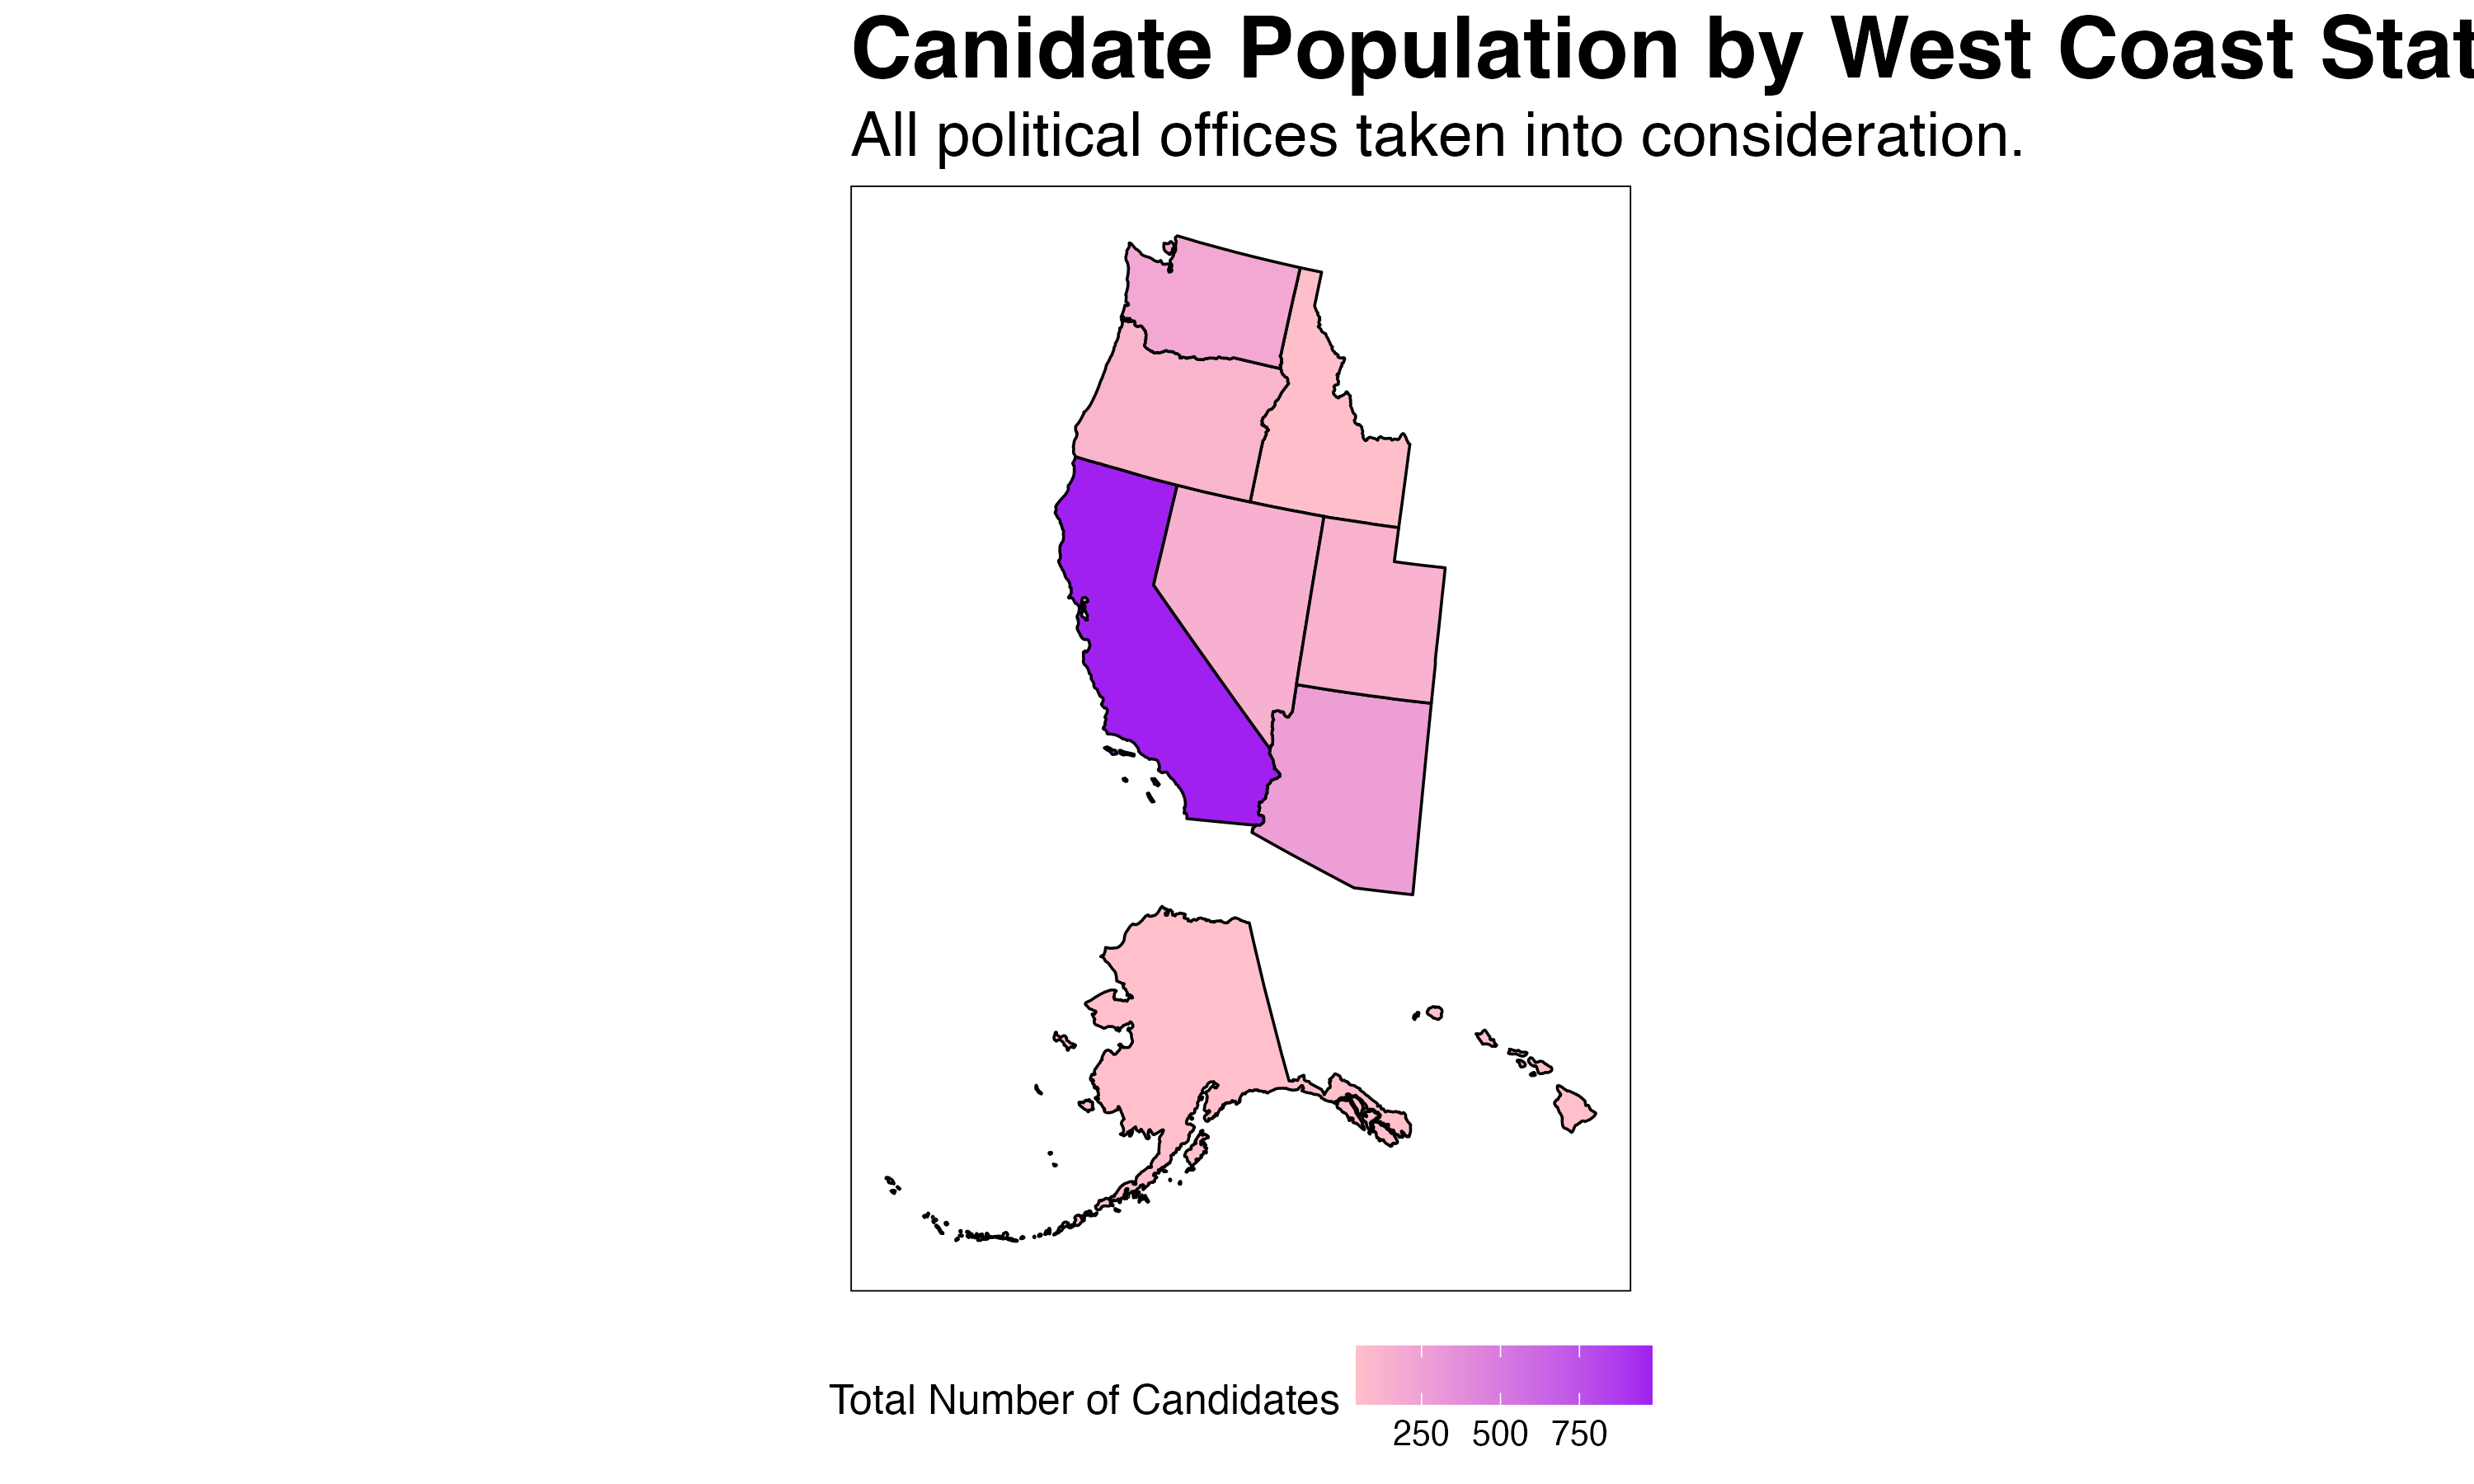 Canidate Population by West Coast Stat
All political offices taken into consideration.
Total Number of Candidates
250 500 750